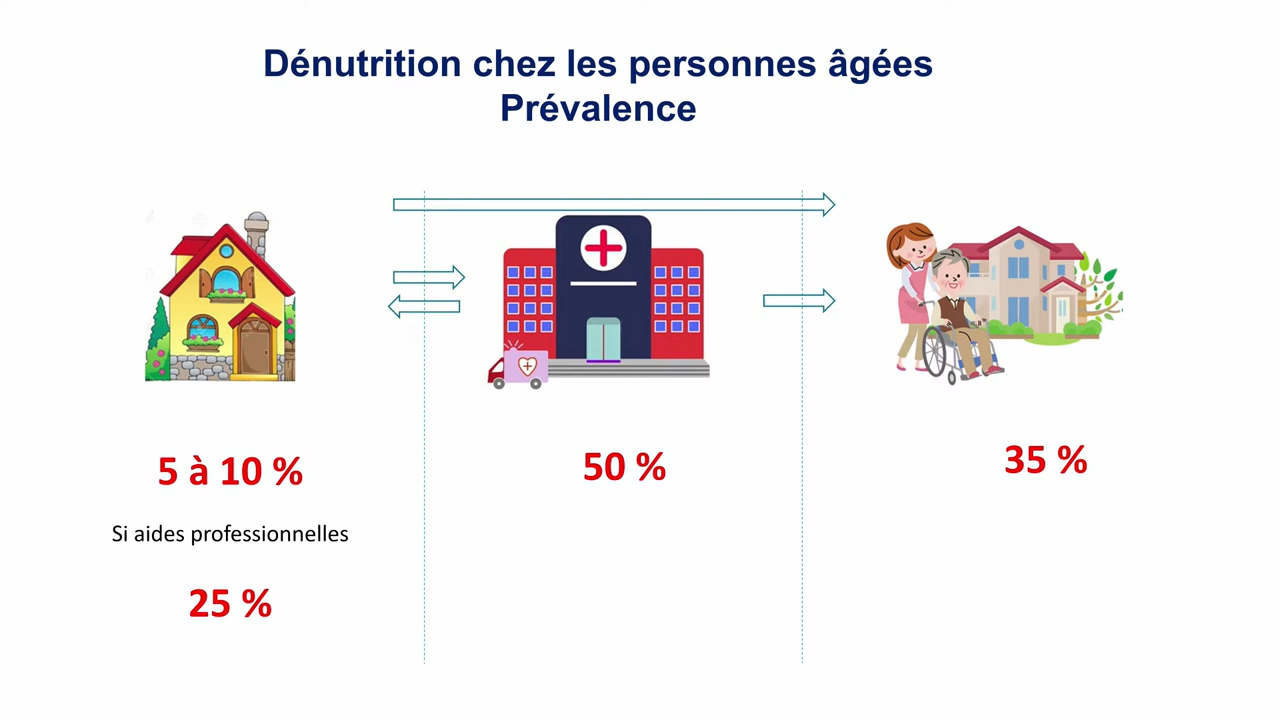 Dénutrition chez les personnes âgées
Prévalence
5 à 10 %
50 %
35 %
Si aides professionnelles
25 %